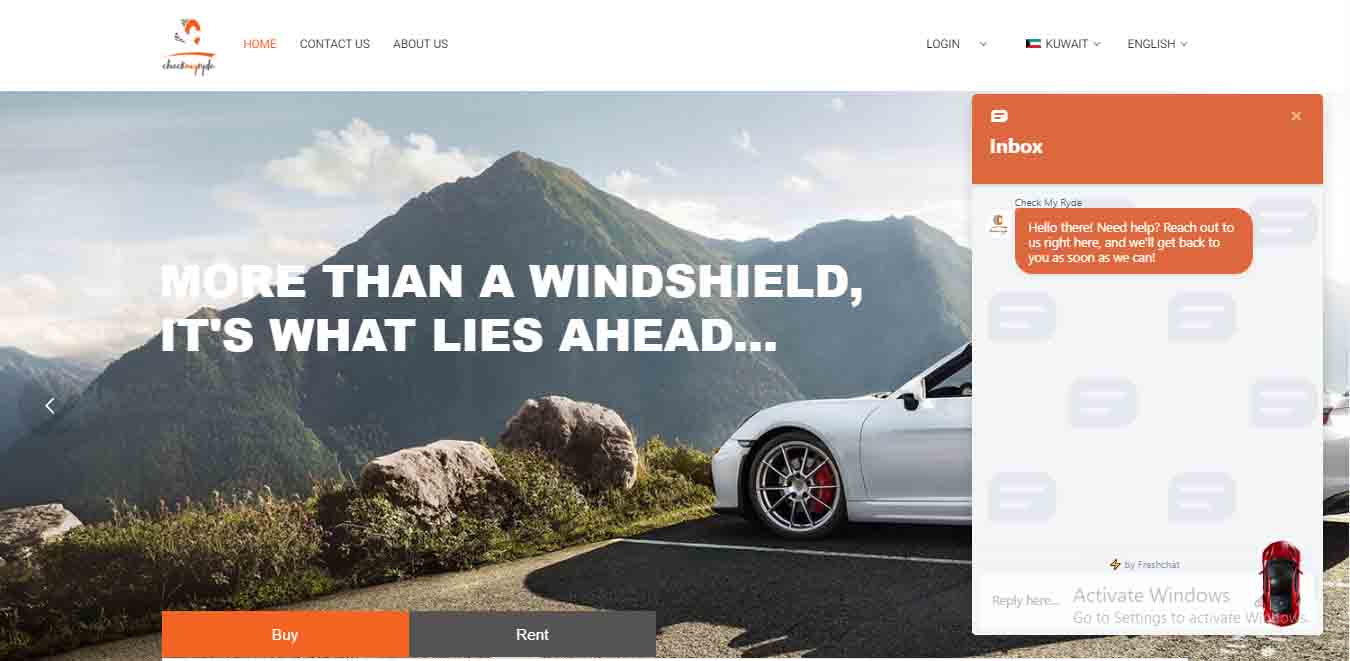 checkmyryde
HOME
CONTACT US
ABOUT US
LOGIN
KUWAIT
ENGLISH
Inbox
Check My Ryde
Hello there! Need help? Reach out to
us right here, and we'll get back to
you as soon as we can!
MORE THAN A WINDSHIELD,
IT'S WHAT LIES AHEAD...
by Freshchat
Reply here...
Activate Windows
Go to Settings to activate Windows.
Buy
Rent